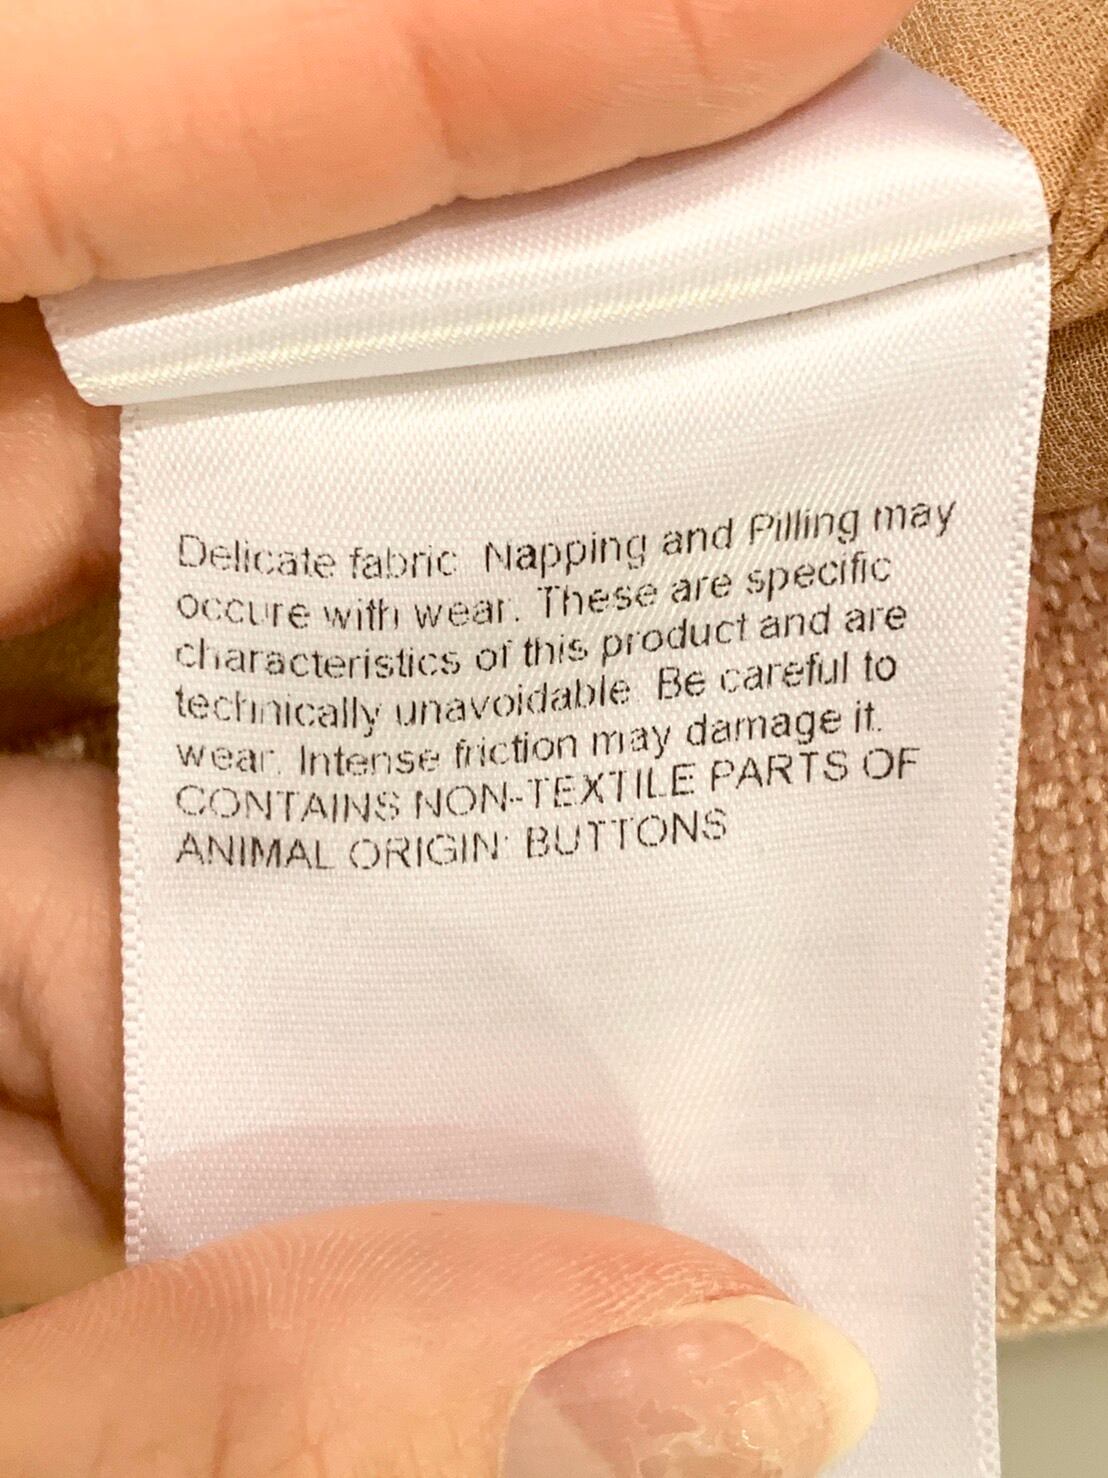 Delicate fabric. Napping and Pilling may
occure with wear. These are specific
characteristics of this product and are
technically unavoidable. Be careful to
wear. Intense friction may damage it.
CONTAINS NON-TEXTILE PARTS OF
ANIMAL ORIGIN: BUTTONS